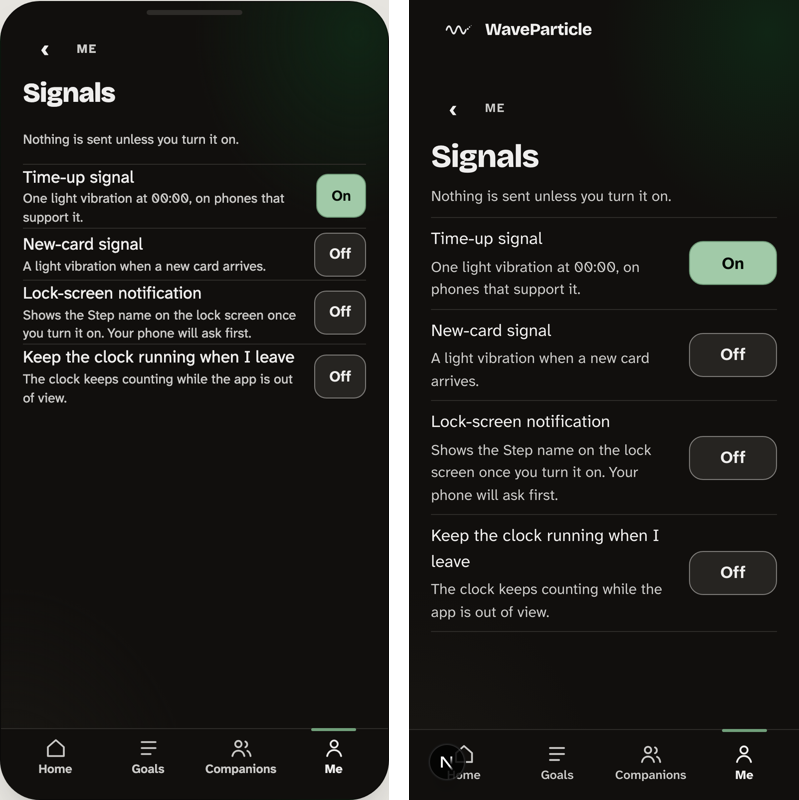 ME
Signals
Nothing is sent unless you turn it on.
Time-up signal
One light vibration at 00:00, on phones that
support it.
On
New-card signal
A light vibration when a new card arrives.
Off
Lock-screen notification
Shows the Step name on the lock screen once
you turn it on. Your phone will ask first.
Off
Keep the clock running when I leave
The clock keeps counting while the app is out
of view.
Off
Home
Goals
Companions
Me
WaveParticle
ME
Signals
Nothing is sent unless you turn it on.
Time-up signal
One light vibration at 00:00, on
phones that support it.
On
New-card signal
A light vibration when a new card
arrives.
Off
Lock-screen notification
Shows the Step name on the lock
screen once you turn it on. Your
phone will ask first.
Off
Keep the clock running when I
leave
The clock keeps counting while the
app is out of view.
Off
N
Home
Goals
Companions
Me